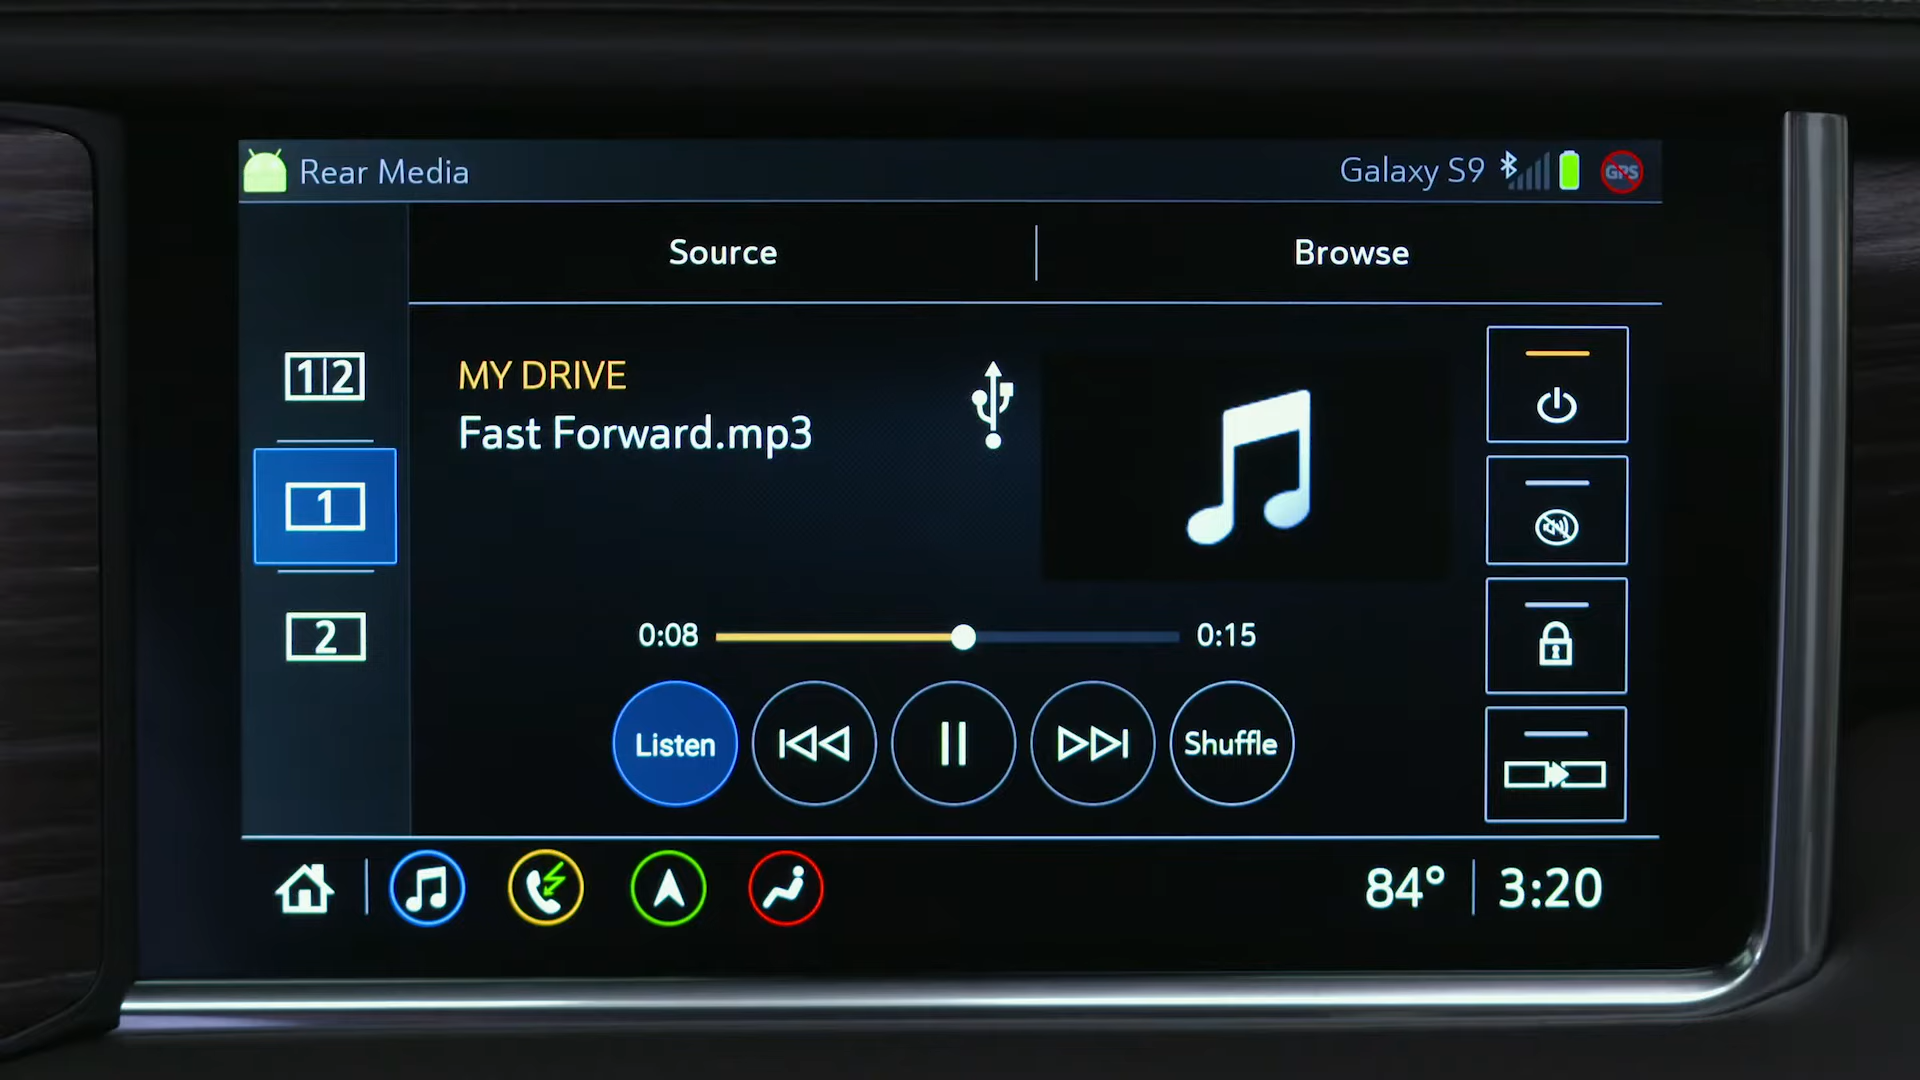 Rear Media
Galaxy S9
GPS
Source
Browse
1|2
1
2
MY DRIVE
Fast Forward.mp3
0:08
0:15
Listen
Shuffle
84°
3:20